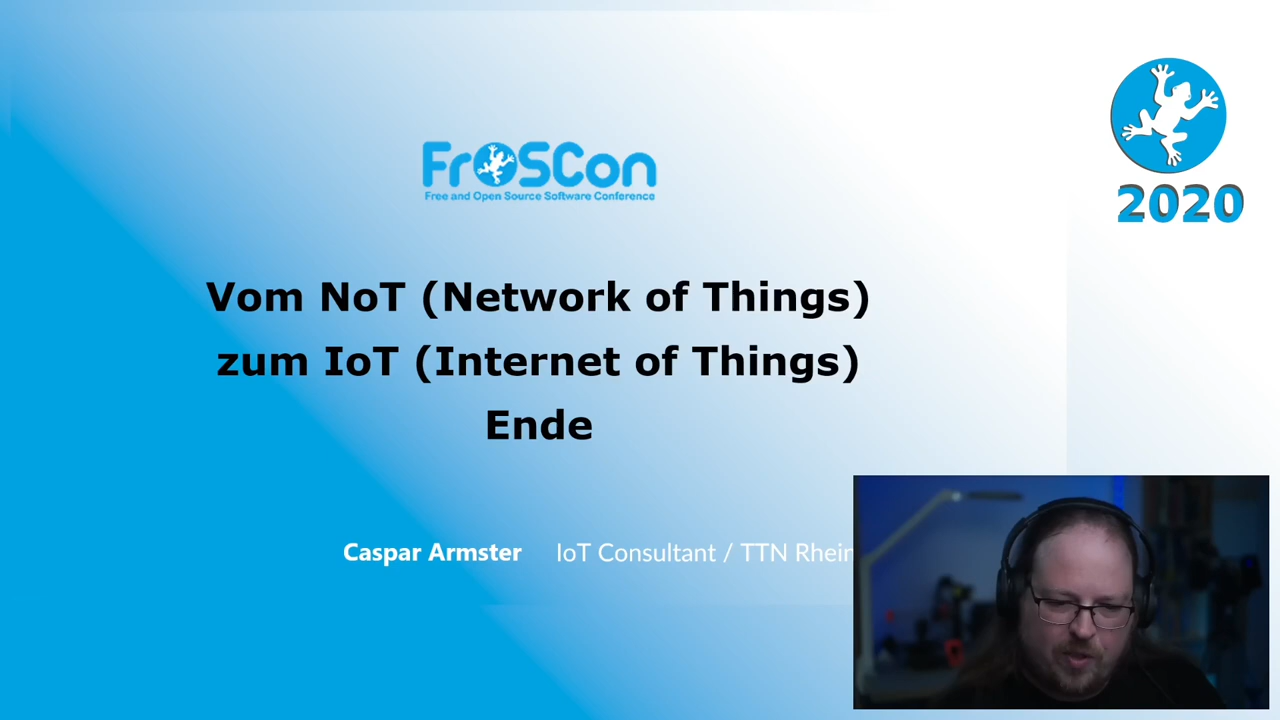 FrOSCon
Free and Open Source Software Conference
2020
Vom NoT (Network of Things)
zum IoT (Internet of Things)
Ende
Caspar Armster IoT Consultant / TTN Rhein